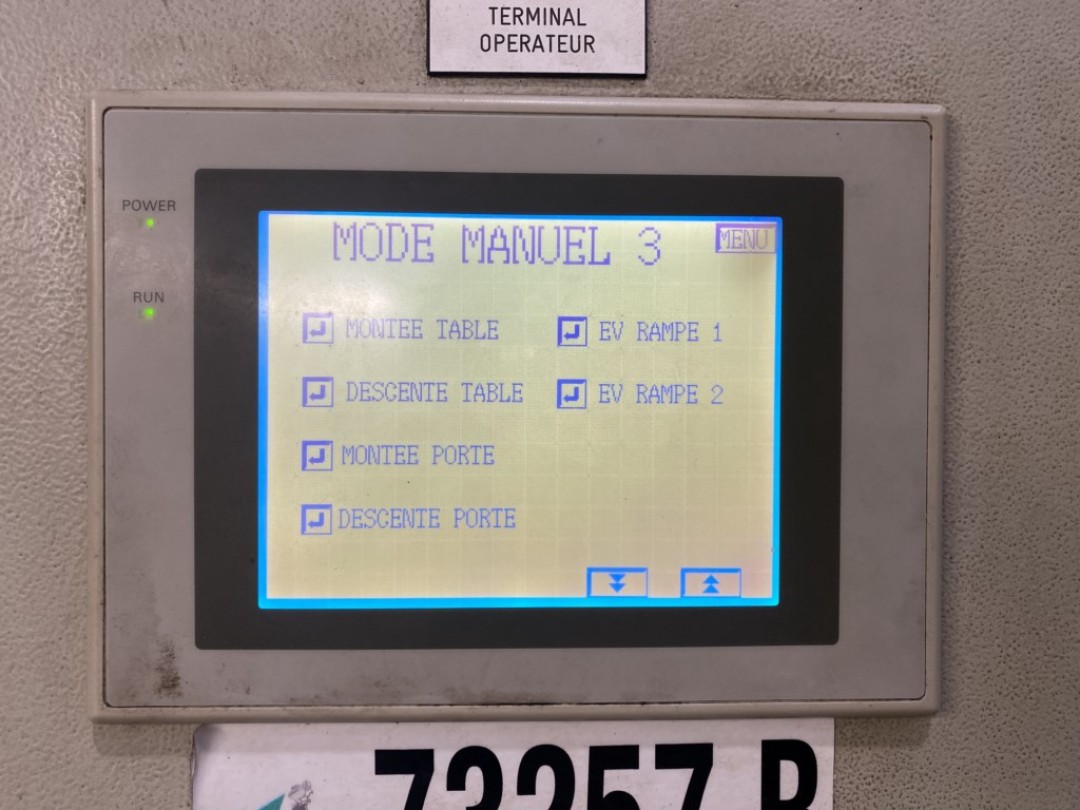 TERMINAL
OPERATEUR
POWER
RUN
MODE MANUEL 3
MENU
MONTEE TABLE
EV RAMPE 1
DESCENTE TABLE
EV RAMPE 2
MONTEE PORTE
DESCENTE PORTE
73257 B